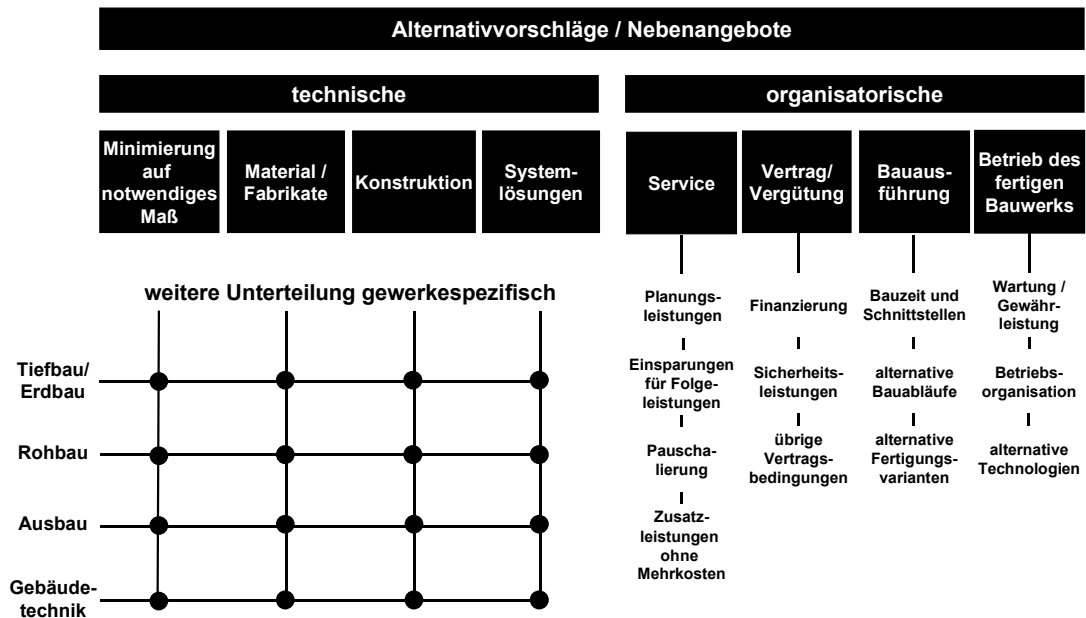 Alternativvorschläge / Nebenangebote
technische
organisatorische
Minimierung
auf
notwendiges
Maß
Material /
Fabrikate
Konstruktion
System-
lösungen
Service
Vertrag/
Vergütung
Bauaus-
führung
Betrieb des
fertigen
Bauwerks
weitere Unterteilung gewerkespezifisch
Tiefbau/
Erdbau
Rohbau
Ausbau
Gebäude-
technik
Planungs-
leistungen
Einsparungen
für Folge-
leistungen
Pauscha-
lierung
Zusatz-
leistungen
ohne
Mehrkosten
Finanzierung
Sicherheits-
leistungen
übrige
Vertrags-
bedingungen
Bauzeit und
Schnittstellen
alternative
Bauabläufe
alternative
Fertigungs-
varianten
Wartung /
Gewähr-
leistung
Betriebs-
organisation
alternative
Technologien